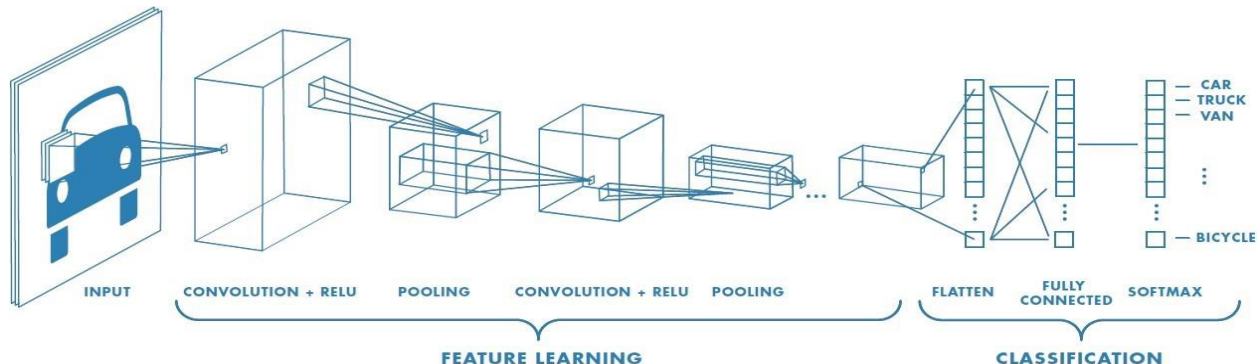 CAR
TRUCK
VAN
BICYCLE
INPUT
CONVOLUTION + RELU
POOLING
CONVOLUTION + RELU
POOLING
FLATTEN
FULLY
CONNECTED
SOFTMAX
FEATURE LEARNING
CLASSIFICATION